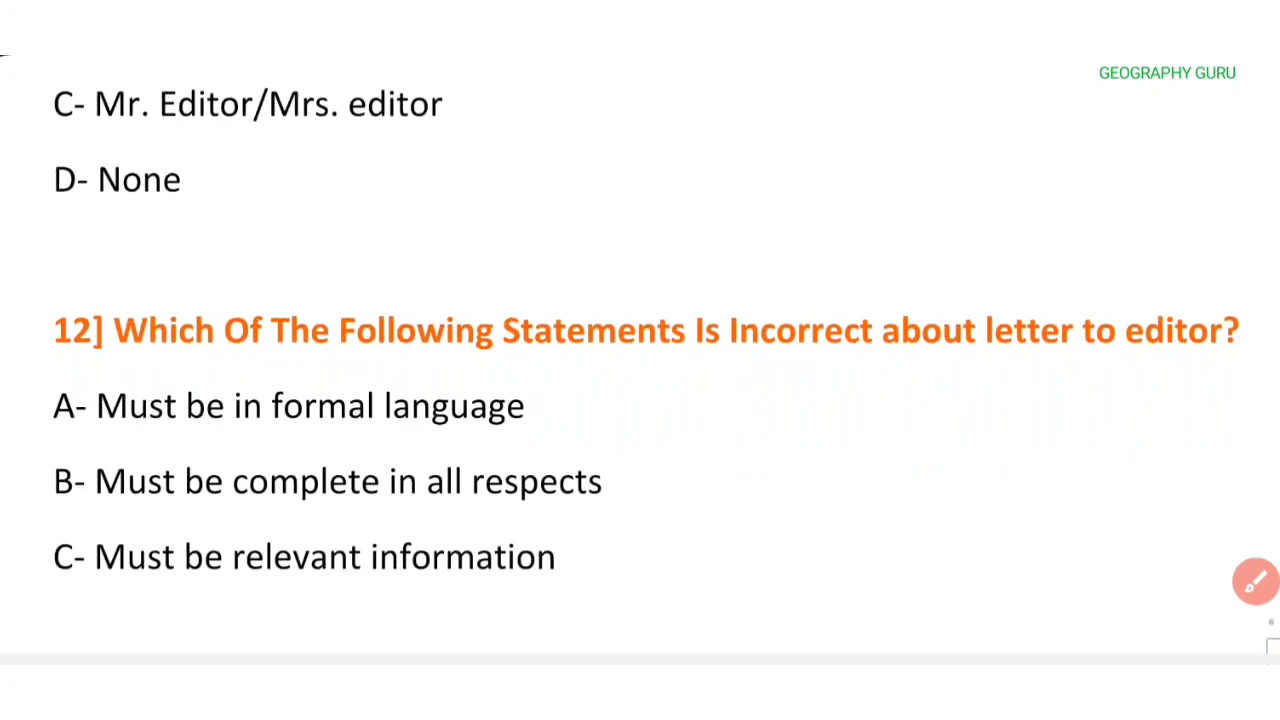 GEOGRAPHY GURU
C- Mr. Editor/Mrs. editor
D- None
12] Which Of The Following Statements Is Incorrect about letter to editor?
A- Must be in formal language
B- Must be complete in all respects
C- Must be relevant information